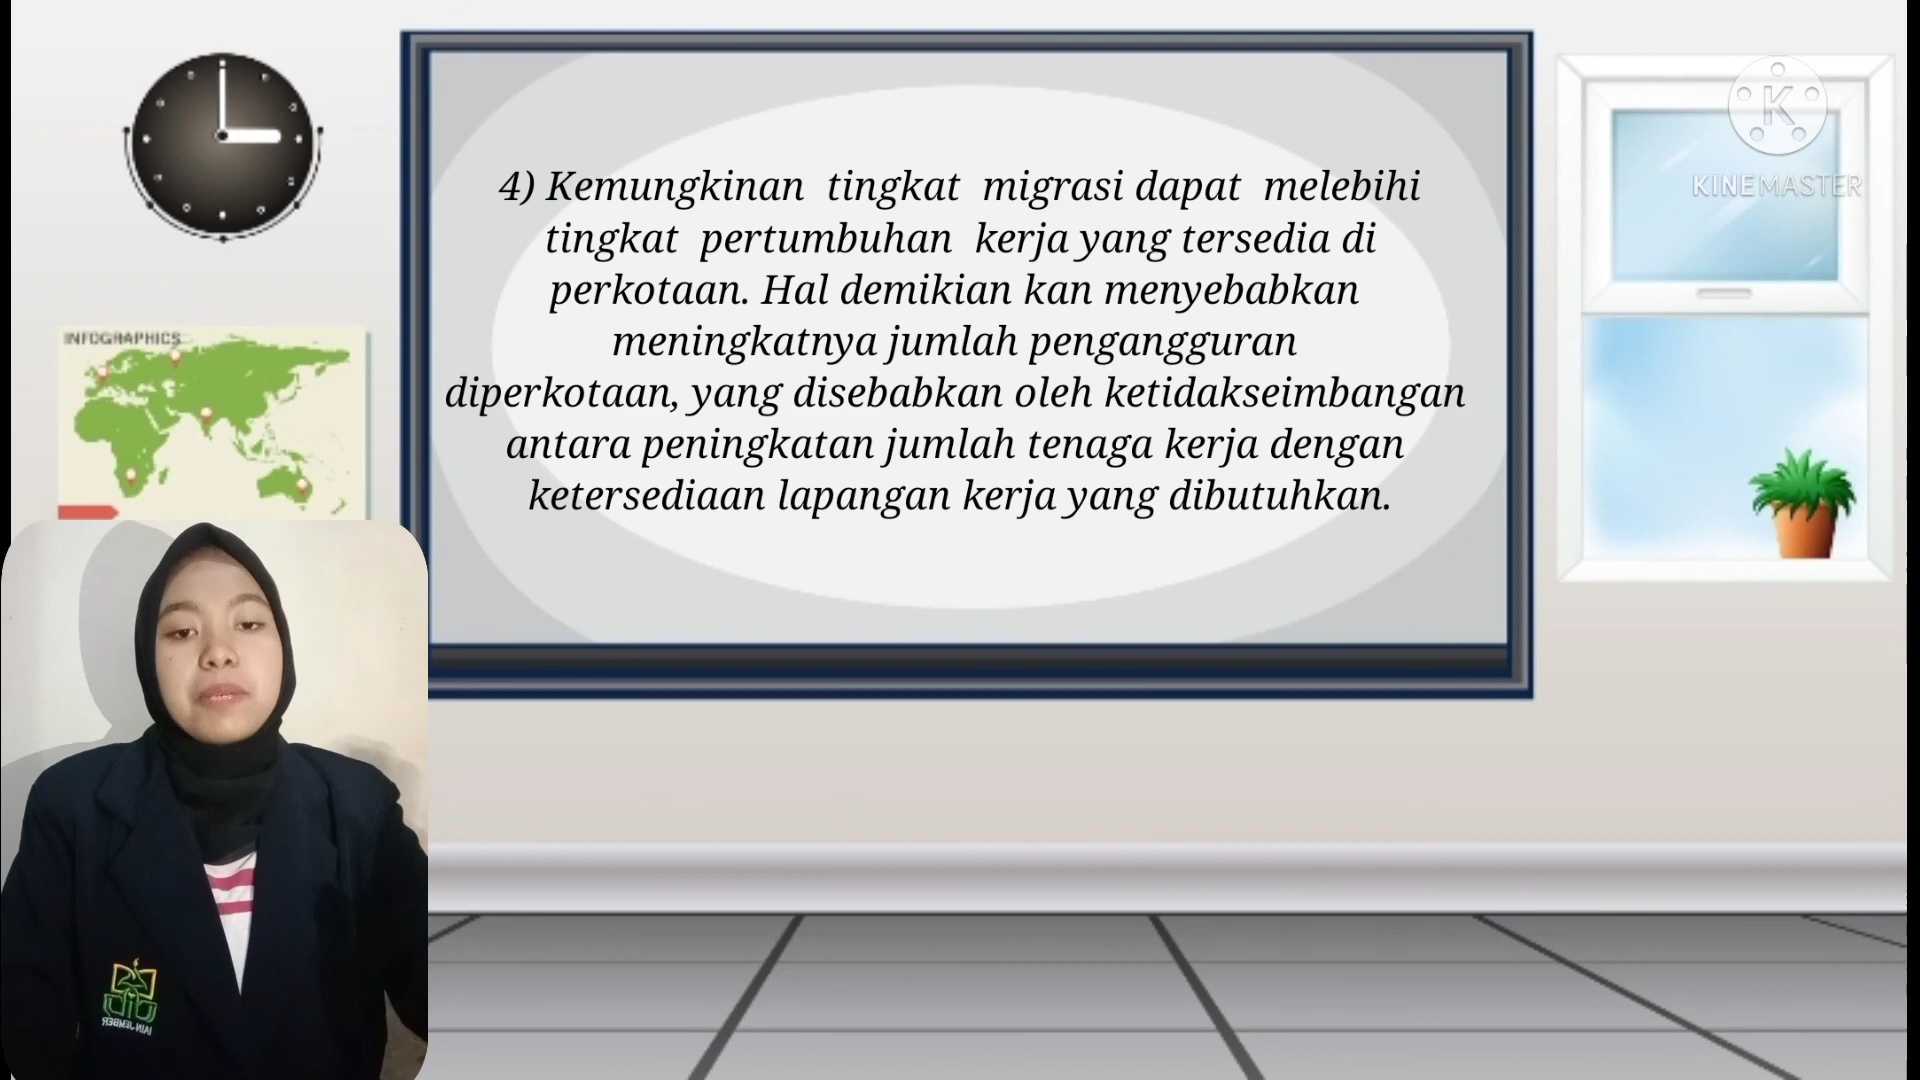 4) Kemungkinan tingkat migrasi dapat melebihi
tingkat pertumbuhan kerja yang tersedia di
perkotaan. Hal demikian kan menyebabkan
meningkatnya jumlah pengangguran
diperkotaan, yang disebabkan oleh ketidakseimbangan
antara peningkatan jumlah tenaga kerja dengan
ketersediaan lapangan kerja yang dibutuhkan.
K
KINEMASTER
INFOGRAPHICS
IAIN JEMBER